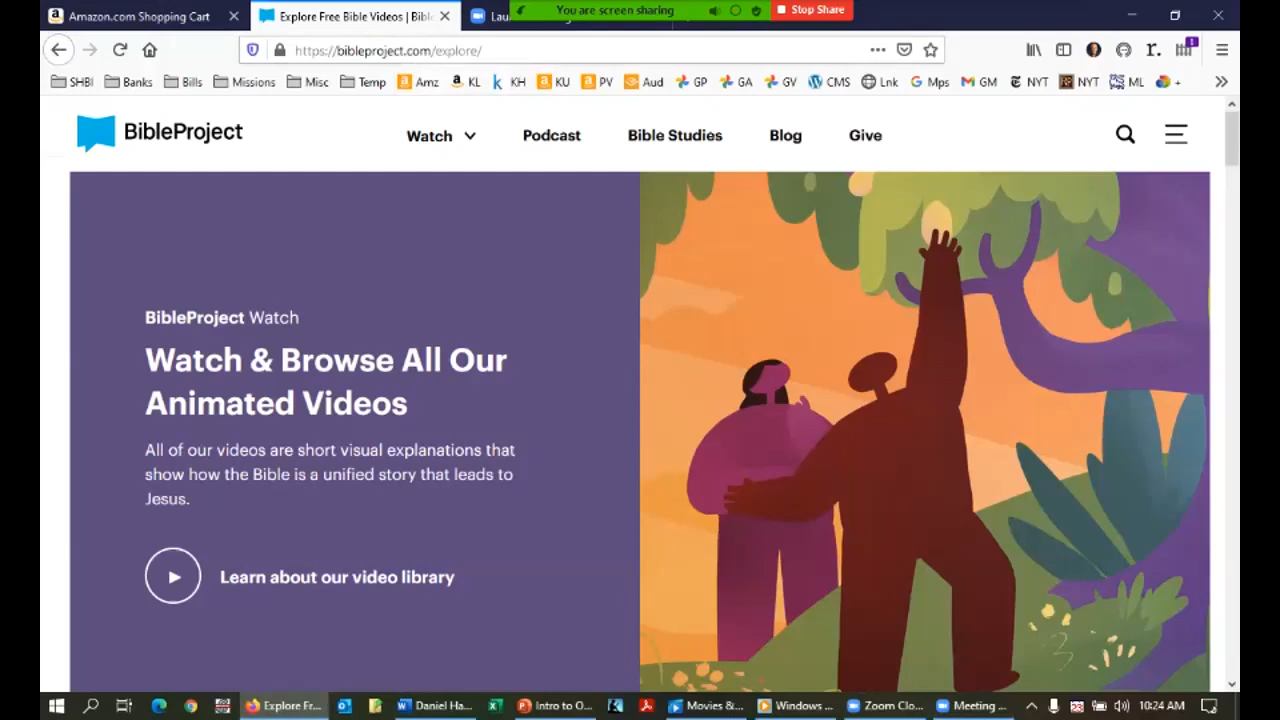 Amazon.com Shopping Cart
Explore Free Bible Videos | Bibl
You are screen sharing
Stop Share
https://bibleproject.com/explore/
SHBI Banks Bills Missions Misc Temp Amz KL KH KU PV Aud GP GA GV CMS Lnk Mps GM NYT NYT ML +
BibleProject
Watch Podcast Bible Studies Blog Give
BibleProject Watch
Watch & Browse All Our
Animated Videos
All of our videos are short visual explanations that
show how the Bible is a unified story that leads to
Jesus.
Learn about our video library
Explore Fr... Daniel Ha... Intro to O... Movies &... Windows ... Zoom Clo... Meeting ... 10:24 AM